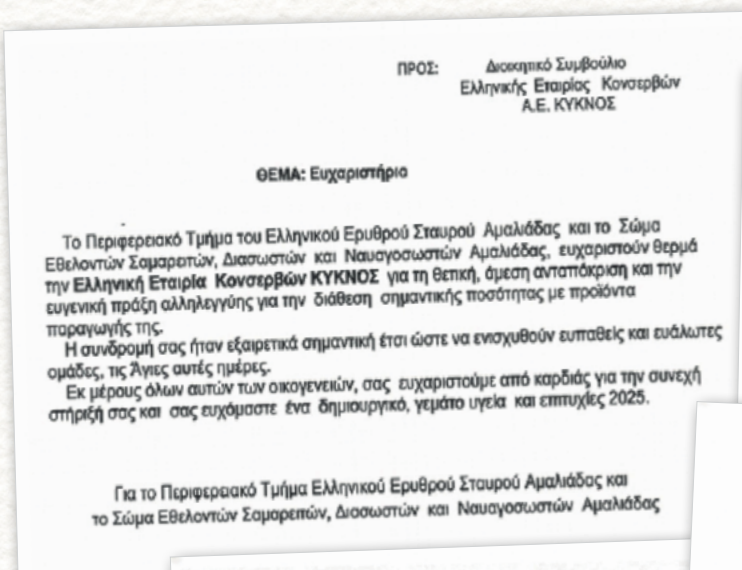 ΠΡΟΣ: Διοικητικό Συμβούλιο
Ελληνικής Εταιρίας Κονσερβών
Α.Ε. ΚΥΚΝΟΣ
ΘΕΜΑ: Ευχαριστήριο
Το Περιφερειακό Τμήμα του Ελληνικού Ερυθρού Σταυρού Αμαλιάδας και το Σώμα
Εθελοντών Σαμαρειτών, Διασωστών και Ναυαγοσωστών Αμαλιάδας, ευχαριστούν θερμά
την Ελληνική Εταιρία Κονσερβών ΚΥΚΝΟΣ για τη θετική, άμεση ανταπόκριση και την
ευγενική πράξη αλληλεγγύης για την διάθεση σημαντικής ποσότητας με προϊόντα
παραγωγής της.
Η συνδρομή σας ήταν εξαιρετικά σημαντική έτσι ώστε να ενισχυθούν ευπαθείς και ευάλωτες
ομάδες, τις Άγιες αυτές ημέρες.
Εκ μέρους όλων αυτών των οικογενειών, σας ευχαριστούμε από καρδιάς για την συνεχή
στήριξή σας και σας ευχόμαστε ένα δημιουργικό, γεμάτο υγεία και επιτυχίες 2025.
Για το Περιφερειακό Τμήμα Ελληνικού Ερυθρού Σταυρού Αμαλιάδας και
το Σώμα Εθελοντών Σαμαρειτών, Διασωστών και Ναυαγοσωστών Αμαλιάδας